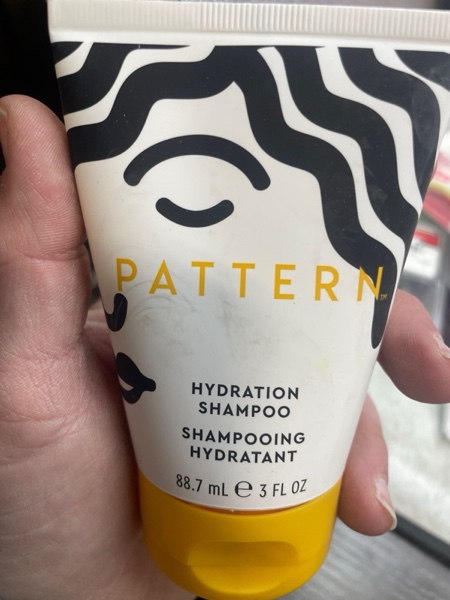 PATTERN™
HYDRATION
SHAMPOO
SHAMPOOING
HYDRATANT
88.7 mL ℮ 3 FL OZ